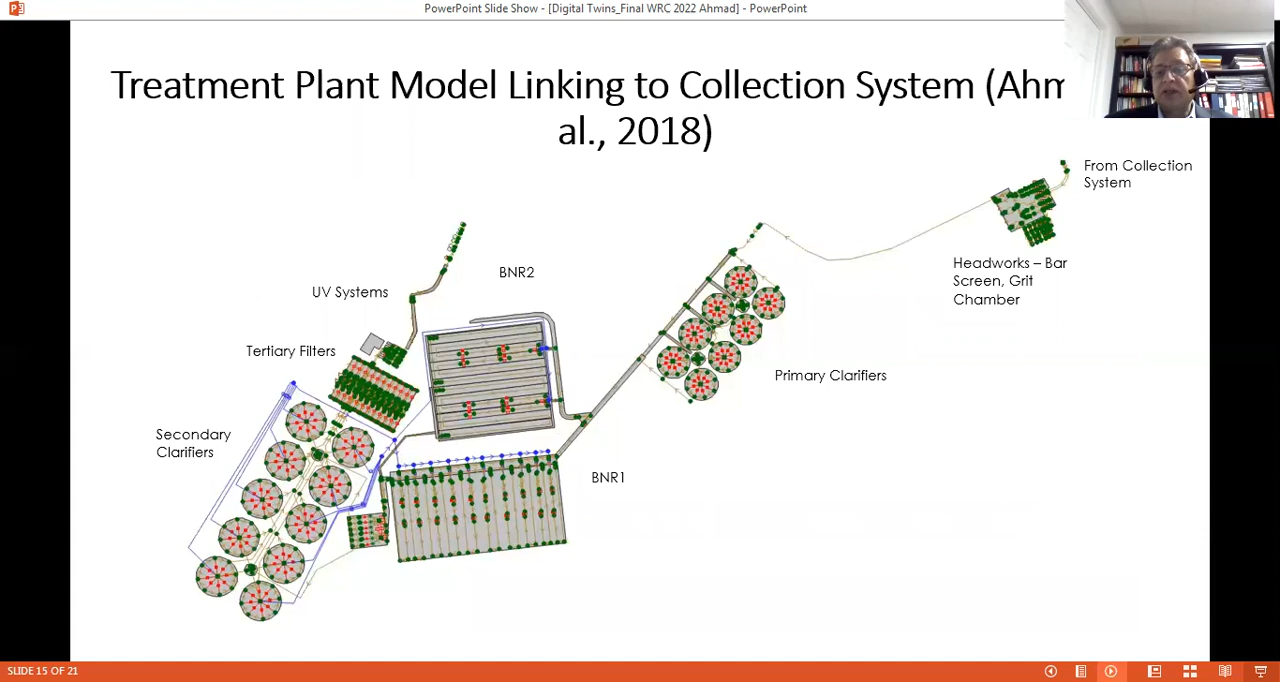 PowerPoint Slide Show - [Digital Twins_Final WRC 2022 Ahmad] - PowerPoint
Treatment Plant Model Linking to Collection System (Ahm
al., 2018)
From Collection
System
Headworks – Bar
Screen, Grit
Chamber
BNR2
UV Systems
Tertiary Filters
Primary Clarifiers
Secondary
Clarifiers
BNR1
SLIDE 15 OF 21